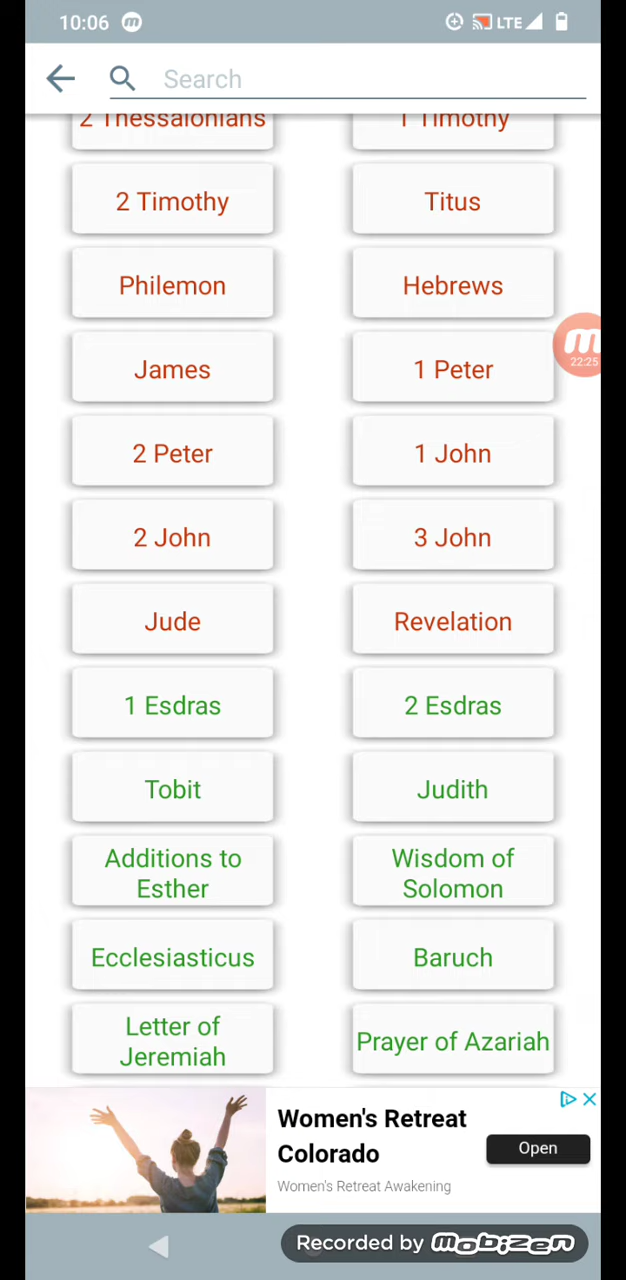 10:06
LTE
Search
2 Thessalonians
1 Timothy
2 Timothy
Titus
Philemon
Hebrews
22:25
James
1 Peter
2 Peter
1 John
2 John
3 John
Jude
Revelation
1 Esdras
2 Esdras
Tobit
Judith
Additions to
Esther
Wisdom of
Solomon
Ecclesiasticus
Baruch
Letter of
Jeremiah
Prayer of Azariah
Women's Retreat
Colorado
Women's Retreat Awakening
Open
Recorded by mobizen